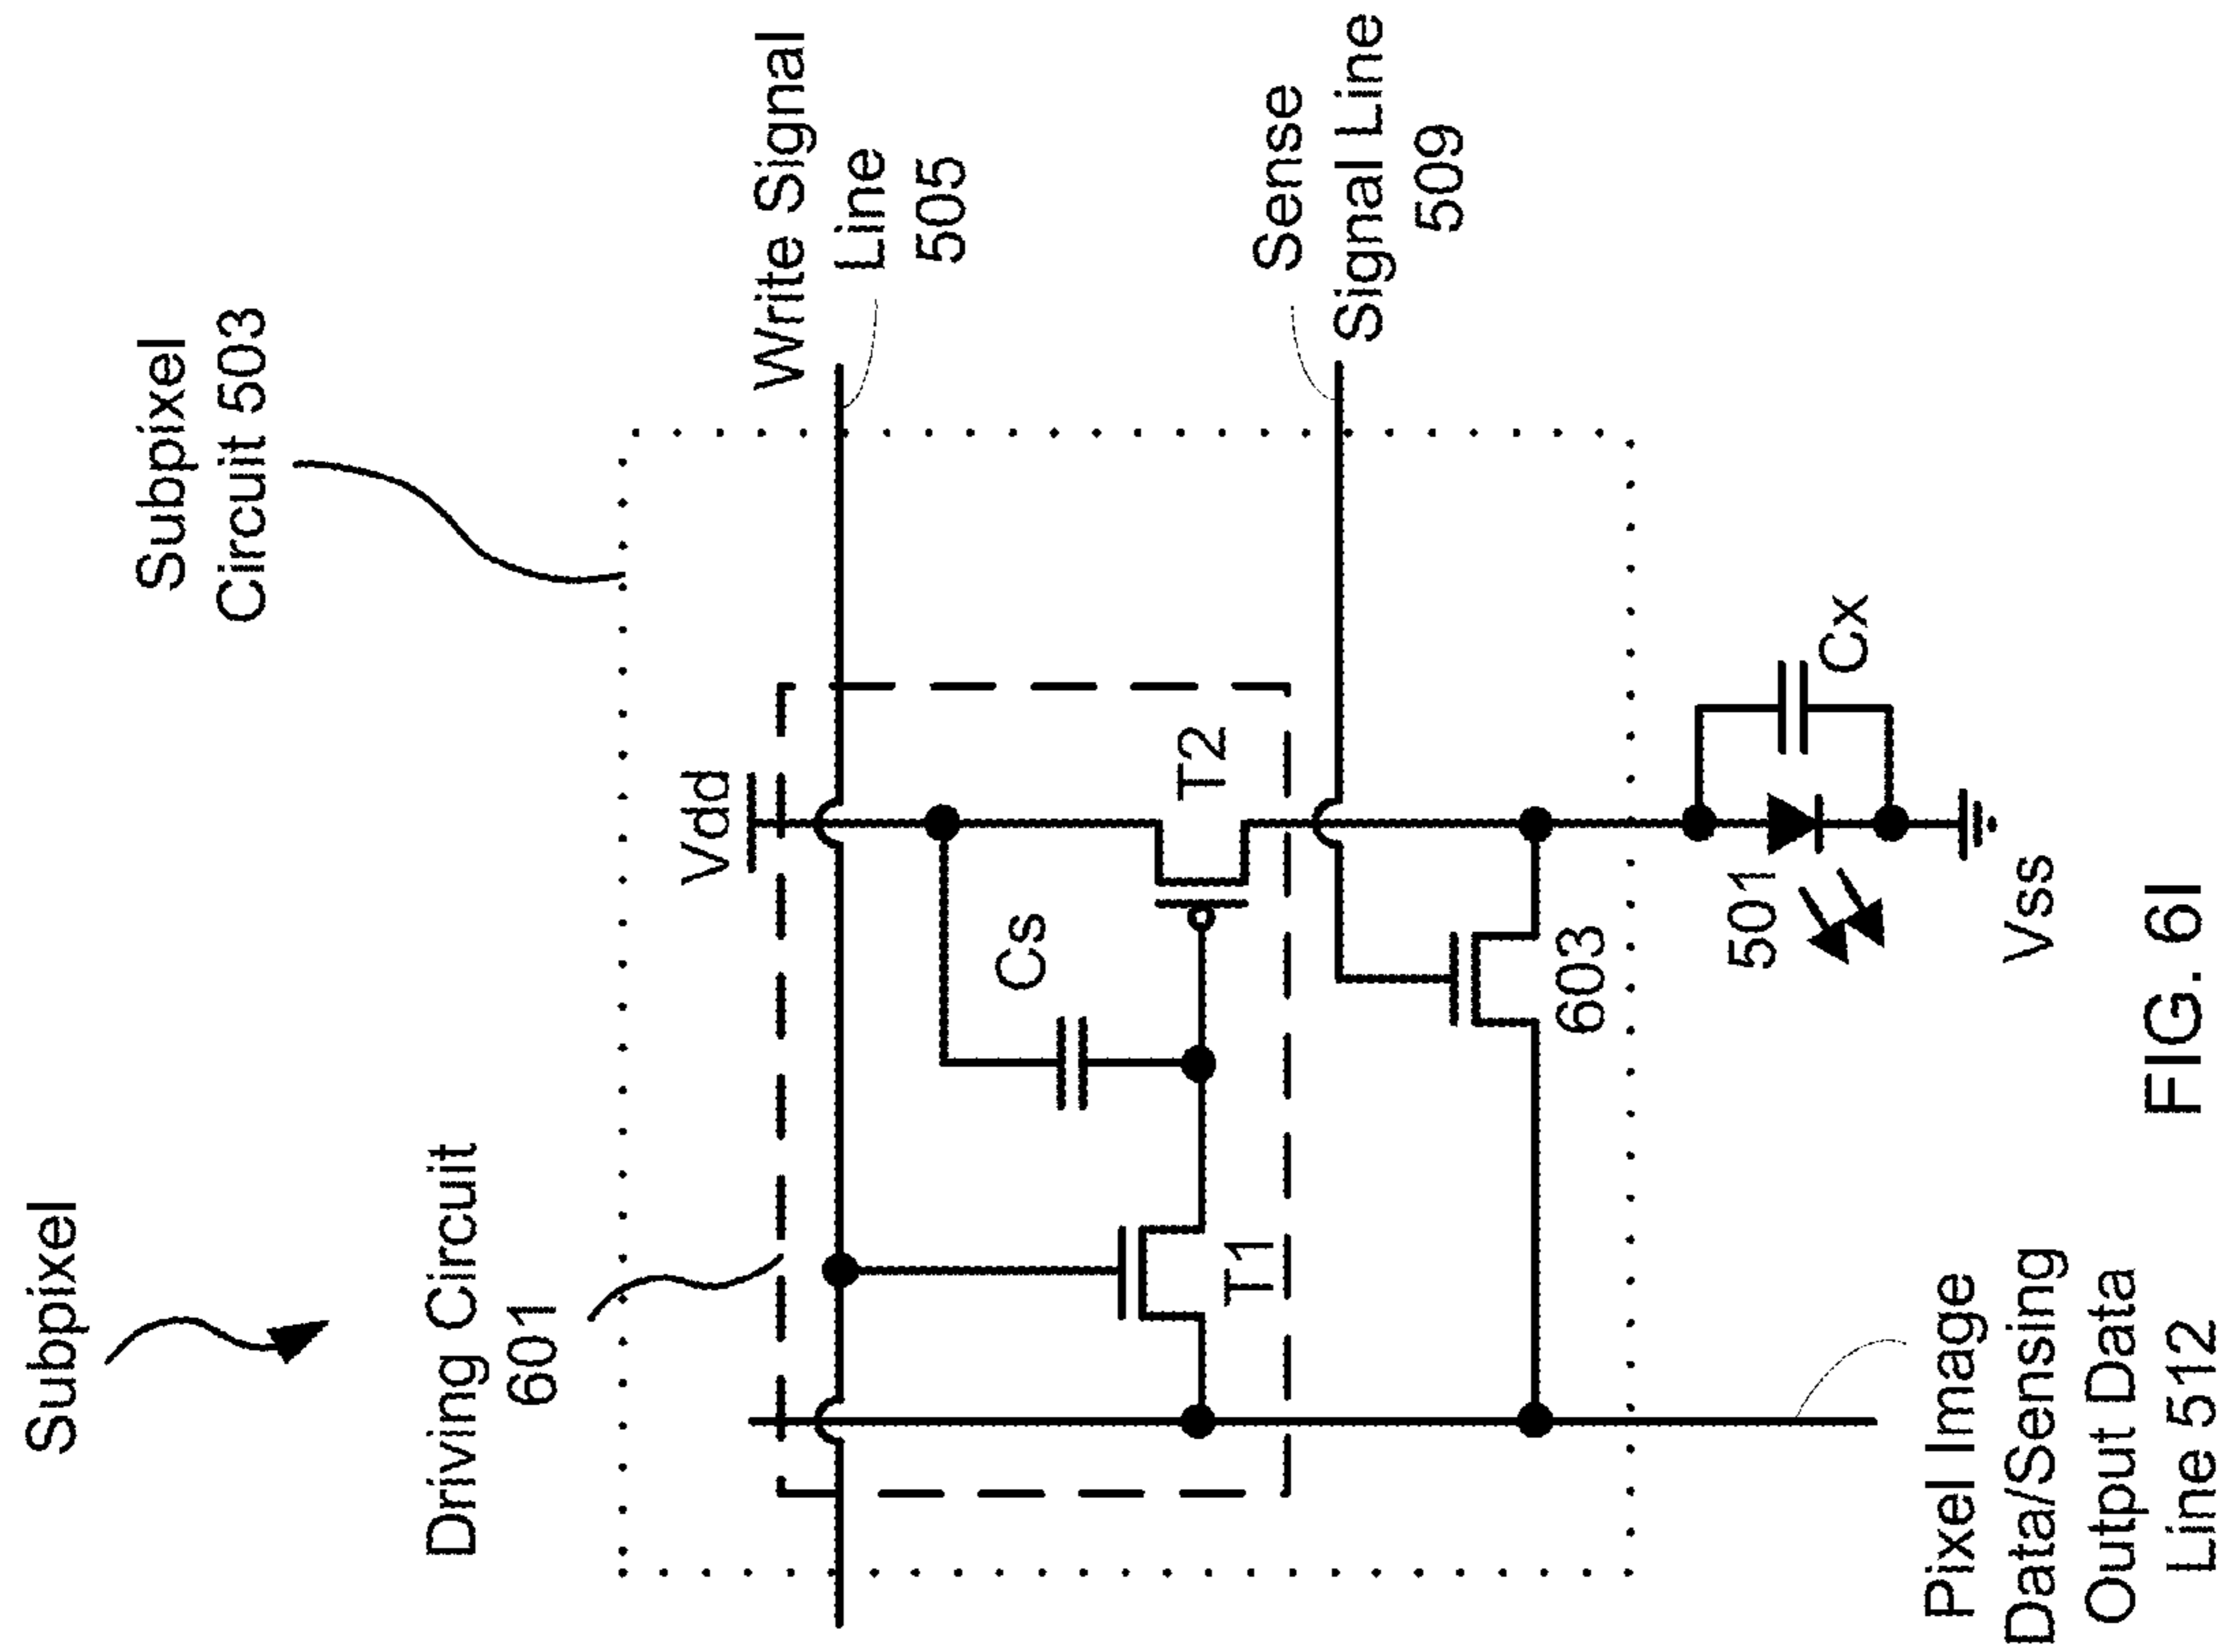 Subpixel
Subpixel
Circuit 503
Driving Circuit
601
Vdd
Write Signal
Line
505
Cs
T2
T1
Sense
Signal Line
509
603
501
Cx
Vss
Pixel Image
Data/Sensing
Output Data
Line 512
FIG. 6I